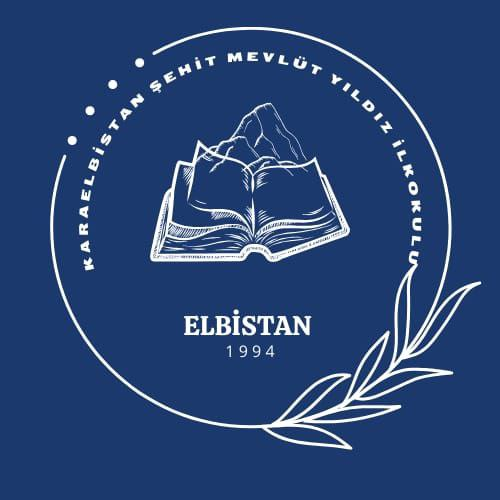 KARAELBİSTAN ŞEHİT MEVLÜT YILDIZ İLKOKULU
ELBİSTAN
1994